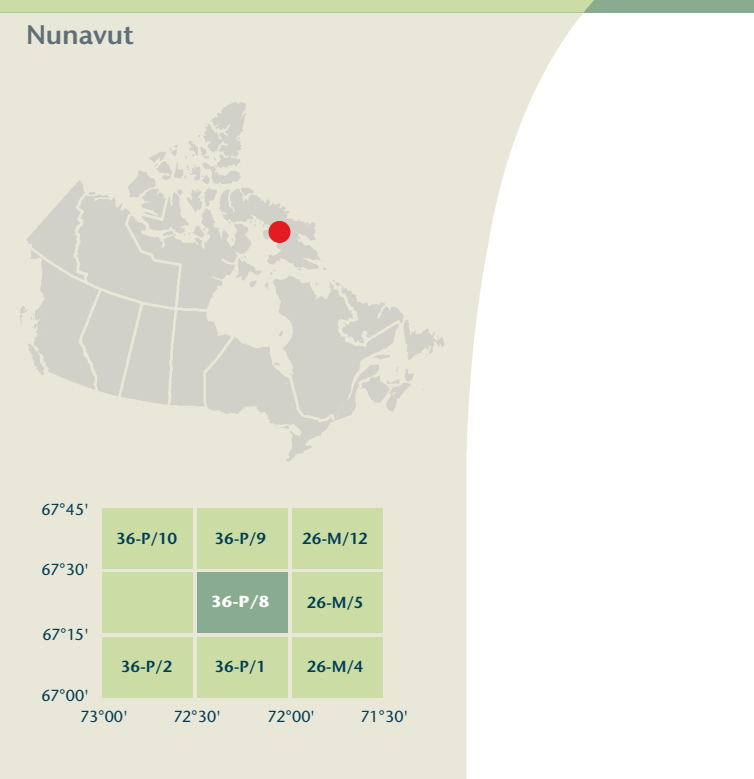 Nunavut
67°45'
36-P/10 36-P/9 26-M/12
67°30'
36-P/8 26-M/5
67°15'
36-P/2 36-P/1 26-M/4
67°00'
73°00' 72°30' 72°00' 71°30'